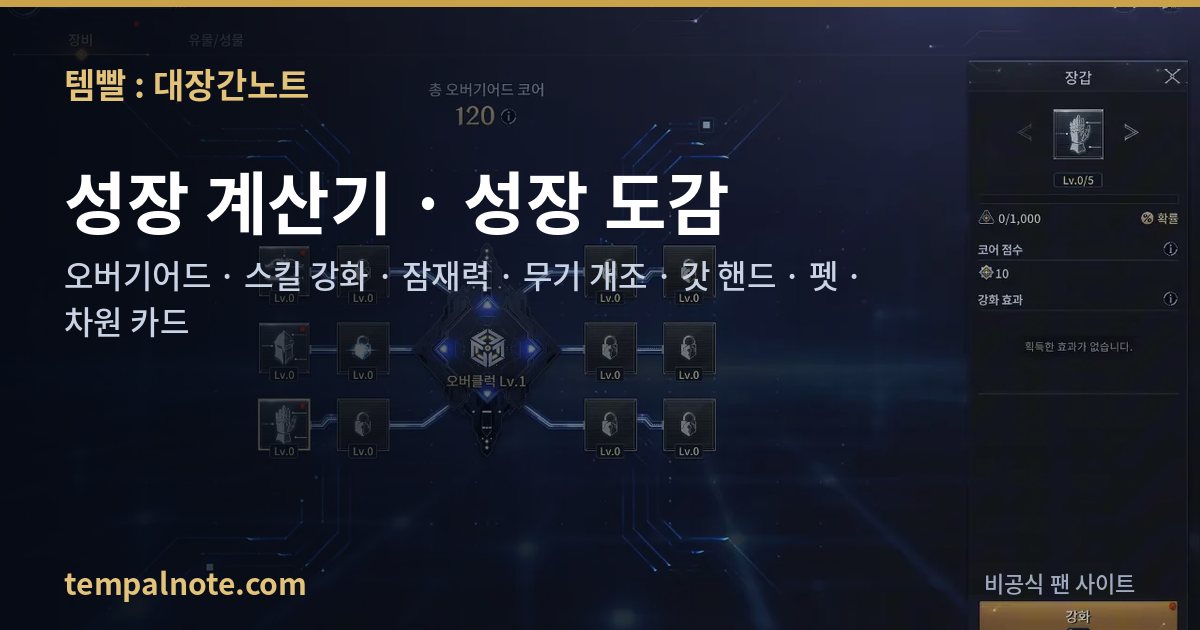 장비
유물/성물
템빨 : 대장간노트
총 오버기어드 코어
120
성장 계산기 · 성장 도감
오버기어드 · 스킬 강화 · 잠재력 · 무기 개조 · 갓 핸드 · 펫 ·
차원 카드
Lv.0 Lv.0 Lv.0 Lv.0
Lv.0 Lv.0 Lv.0 Lv.0
오버클럭 Lv.1
Lv.0 Lv.0 Lv.0 Lv.0
장갑
Lv.0/5
0/1,000 확률
코어 점수
10
강화 효과
획득한 효과가 없습니다.
tempalnote.com
비공식 팬 사이트
강화